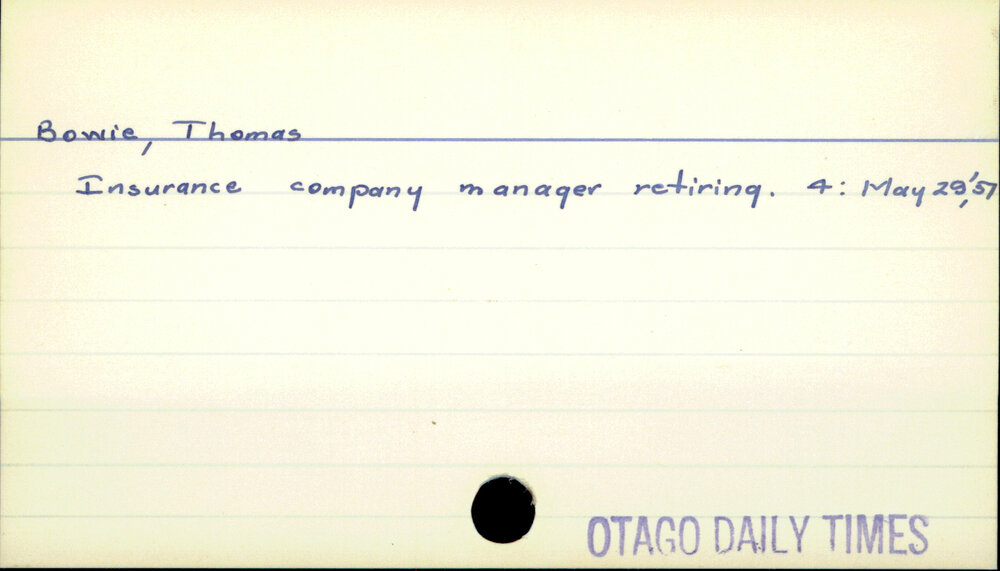 Bowie, Thomas
Insurance company manager retiring. 4: May 29,'57
OTAGO DAILY TIMES